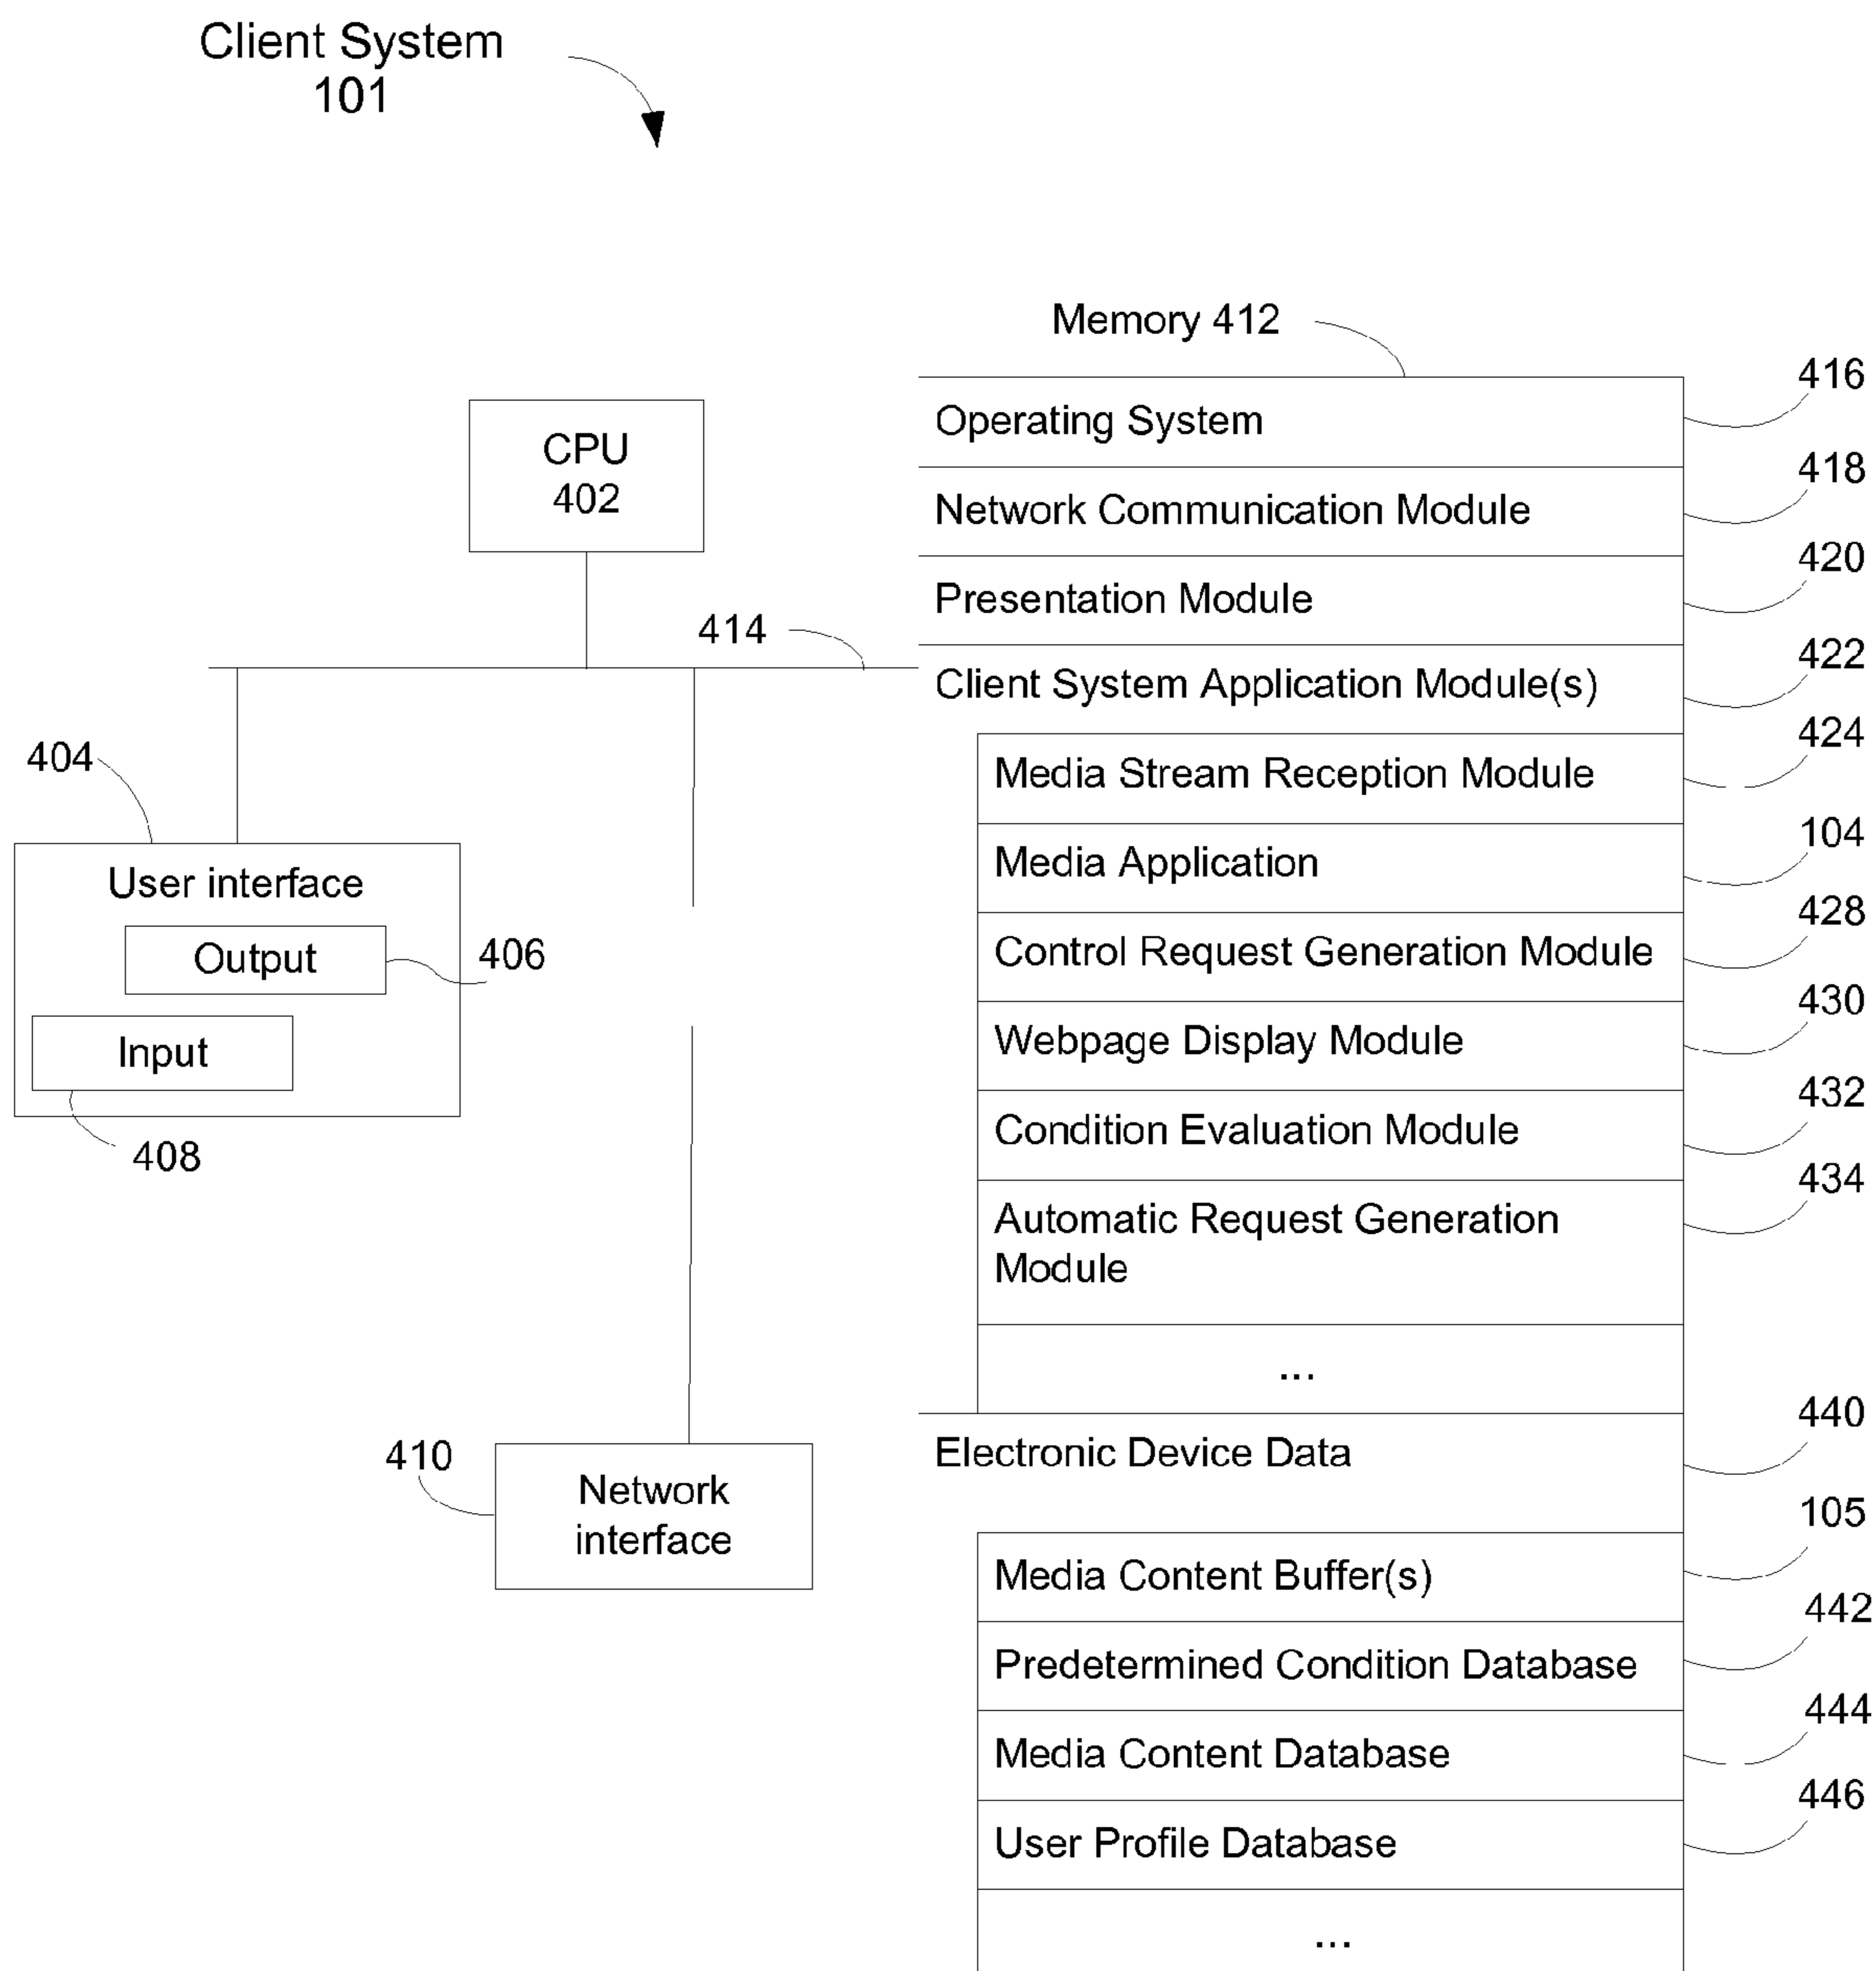 Client System
101
Memory 412
416
Operating System
CPU
402
418
Network Communication Module
420
Presentation Module
414
422
Client System Application Module(s)
404
424
Media Stream Reception Module
104
User interface
Media Application
428
Output
406
Control Request Generation Module
430
Input
Webpage Display Module
432
408
Condition Evaluation Module
434
Automatic Request Generation
Module
...
440
410
Electronic Device Data
Network
interface
105
Media Content Buffer(s)
442
Predetermined Condition Database
444
Media Content Database
446
User Profile Database
...